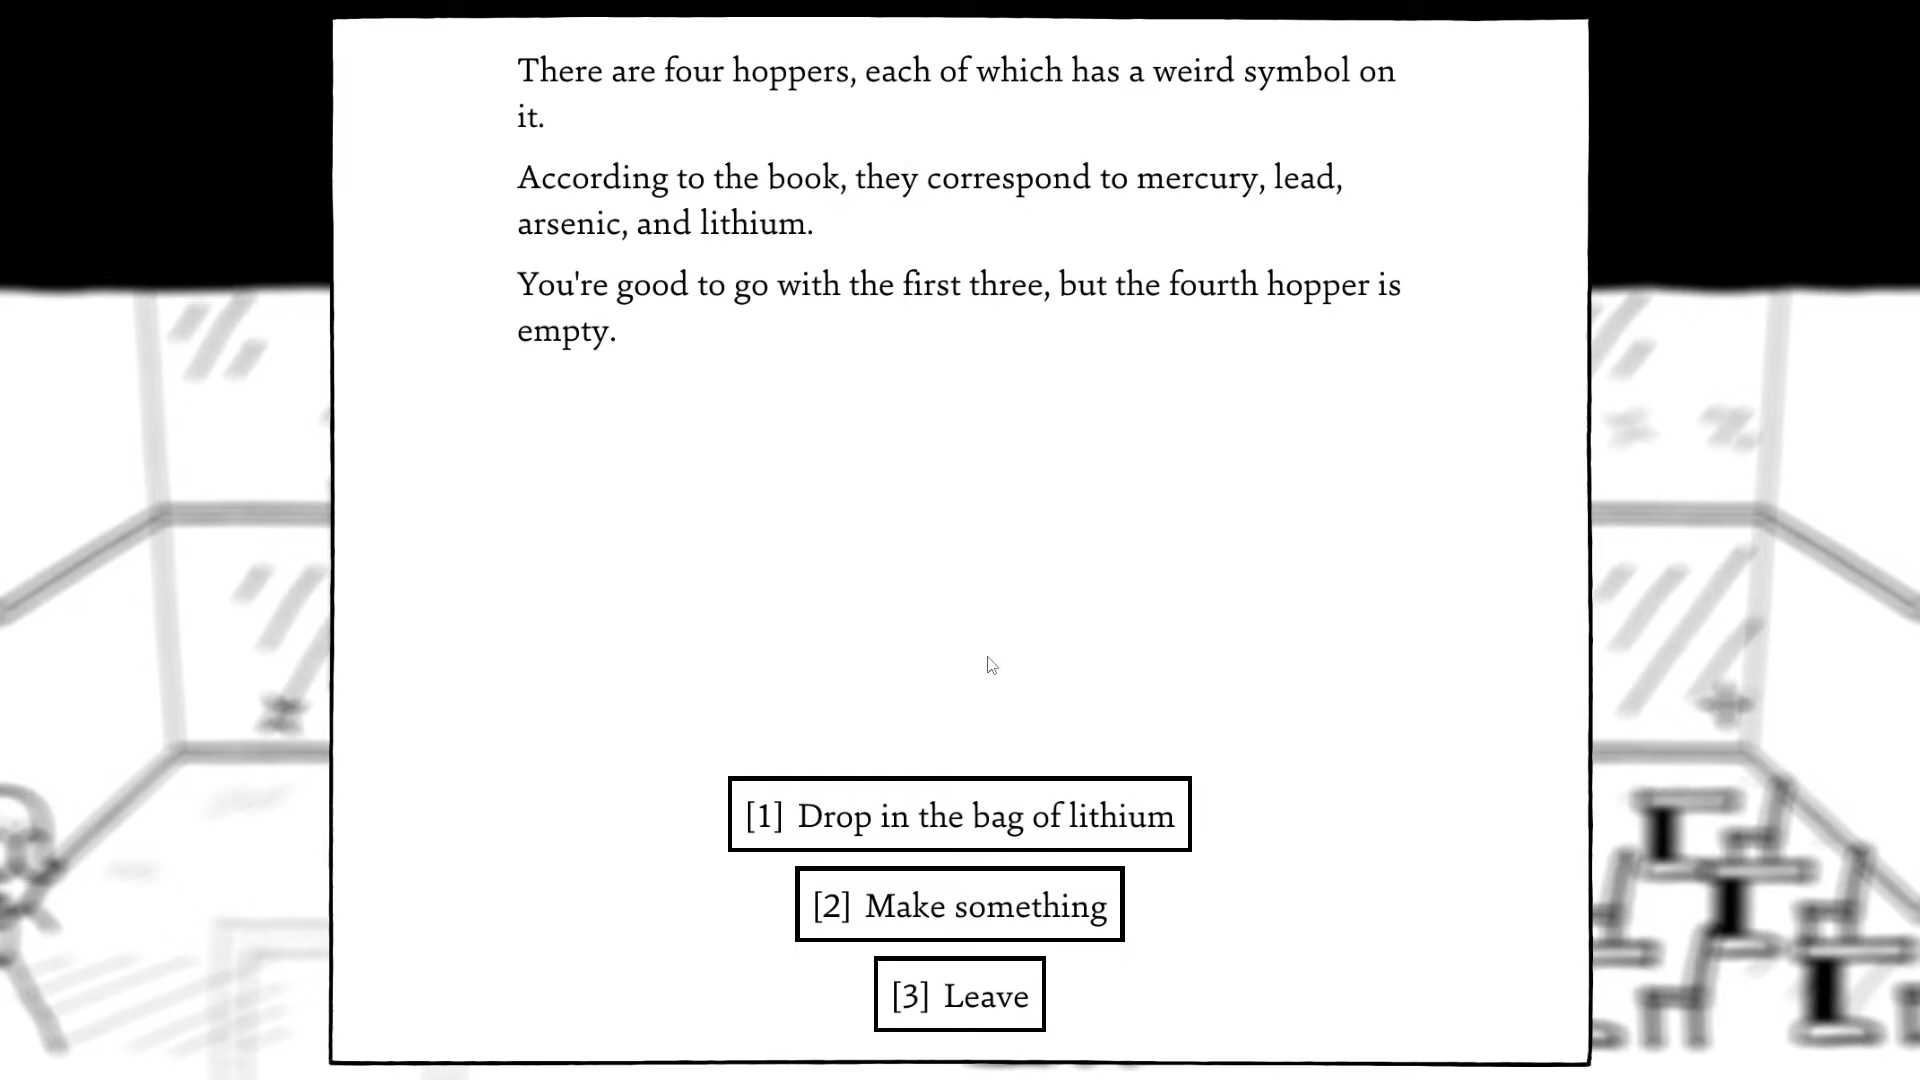 There are four hoppers, each of which has a weird symbol on
it.
According to the book, they correspond to mercury, lead,
arsenic, and lithium.
You're good to go with the first three, but the fourth hopper is
empty.
[1] Drop in the bag of lithium
[2] Make something
[3] Leave